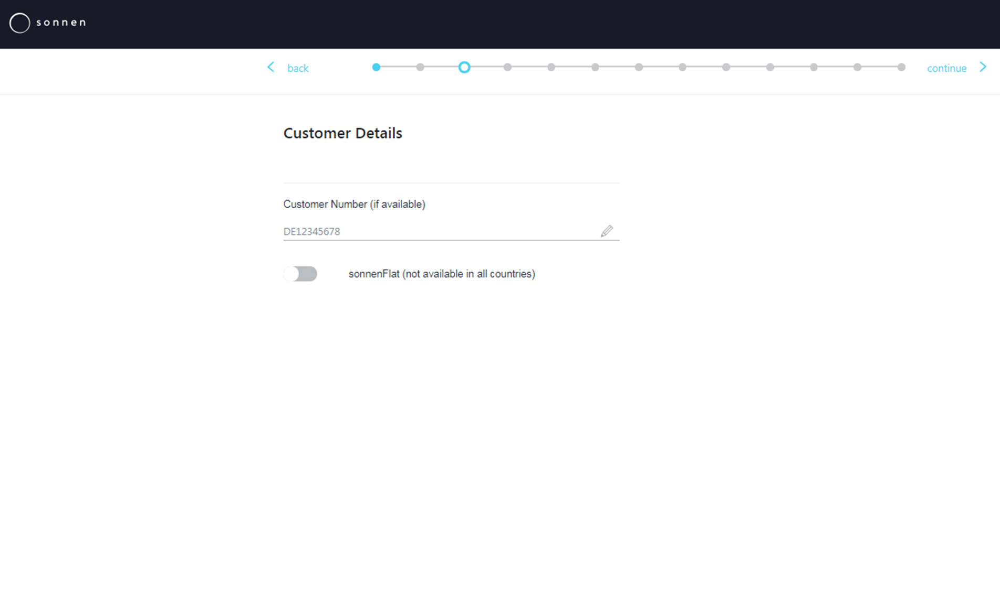 sonnen
back
continue
Customer Details
Customer Number (if available)
DE12345678
sonnenFlat (not available in all countries)